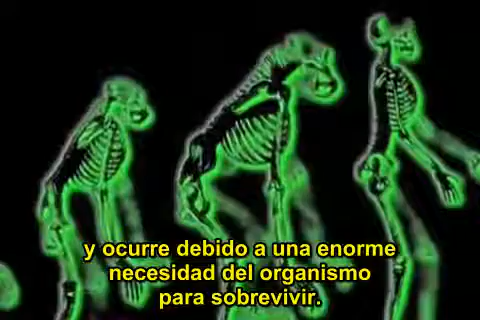 y ocurre debido a una enorme
necesidad del organismo
para sobrevivir.